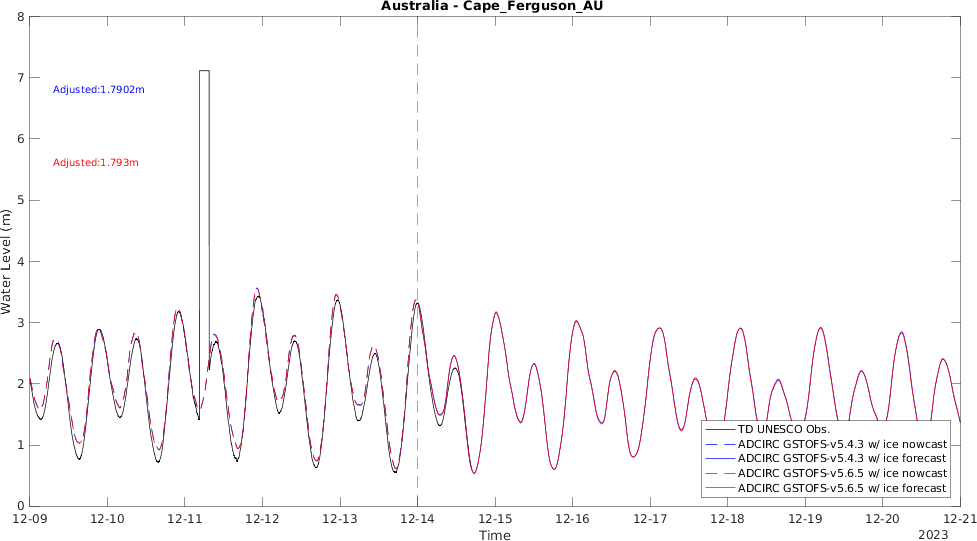 Australia - Cape_Ferguson_AU
8
7
6
5
4
3
2
1
0
Water Level (m)
Adjusted:1.7902m
Adjusted:1.793m
TD UNESCO Obs.
ADCIRC GSTOFS-v5.4.3 w/ ice nowcast
ADCIRC GSTOFS-v5.4.3 w/ ice forecast
ADCIRC GSTOFS-v5.6.5 w/ ice nowcast
ADCIRC GSTOFS-v5.6.5 w/ ice forecast
12-09 12-10 12-11 12-12 12-13 12-14 12-15 12-16 12-17 12-18 12-19 12-20 12-21
Time
2023